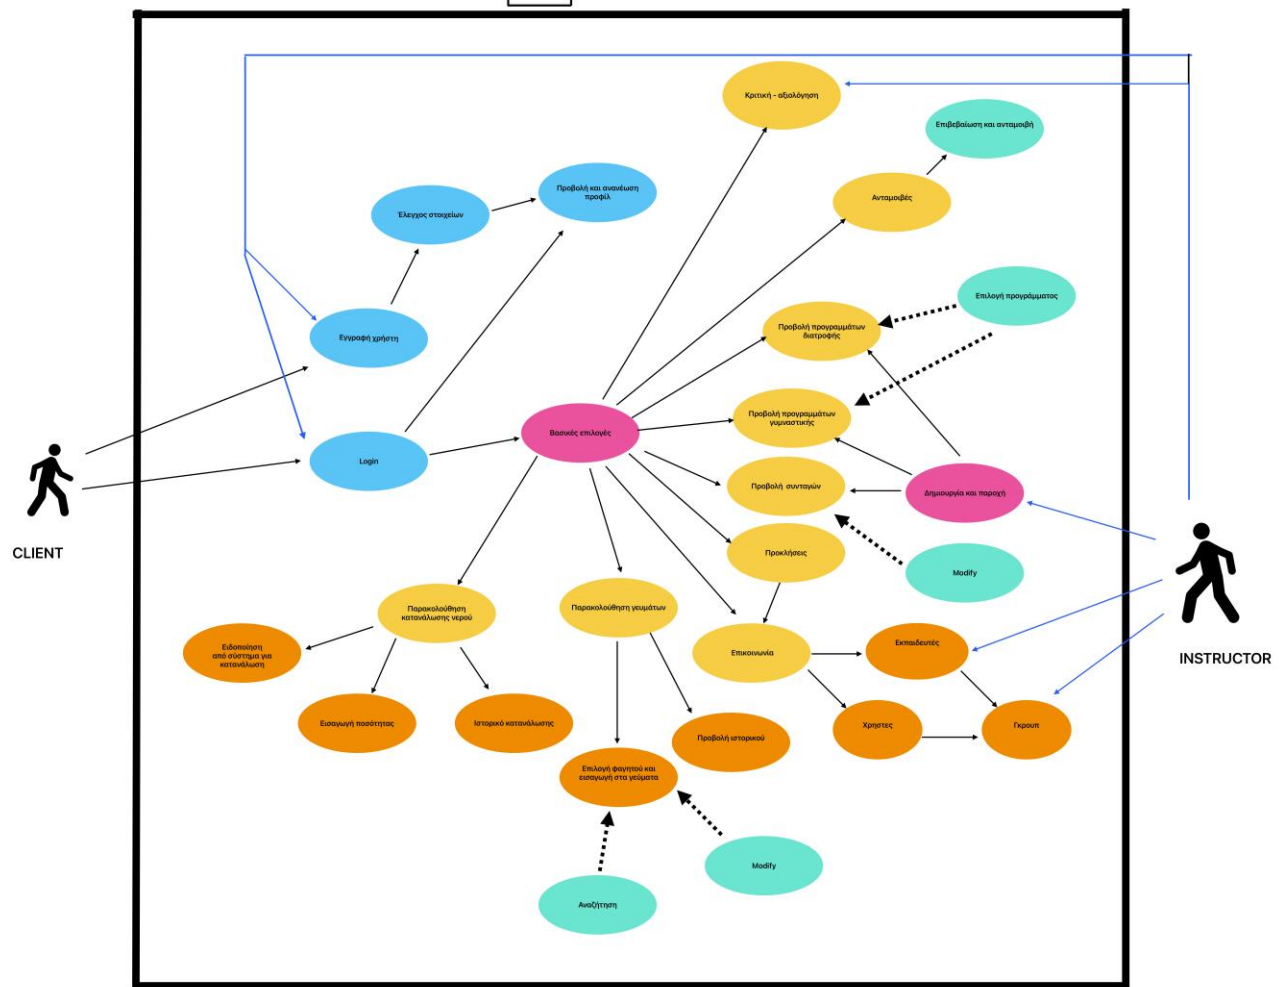 Κριτική - αξιολόγηση
Επιβεβαίωση και ανταμοιβή
Ανταμοιβές
Προβολή και ανανέωση
προφίλ
Έλεγχος στοιχείων
Επιλογή προγράμματος
Εγγραφή χρήστη
Προβολή προγραμμάτων
διατροφής
Προβολή προγραμμάτων
γυμναστικής
Βασικές επιλογές
Login
Προβολή συνταγών
Δημιουργία και παροχή
Προκλήσεις
Modify
CLIENT
INSTRUCTOR
Παρακολούθηση
κατανάλωσης νερού
Παρακολούθηση γευμάτων
Επικοινωνία
Εκπαιδευτές
Ειδοποίηση
από σύστημα για
κατανάλωση
Εισαγωγή ποσότητας
Ιστορικό κατανάλωσης
Προβολή ιστορικού
Χρηστες
Γκρουπ
Επιλογή φαγητού και
εισαγωγή στα γεύματα
Modify
Αναζήτηση